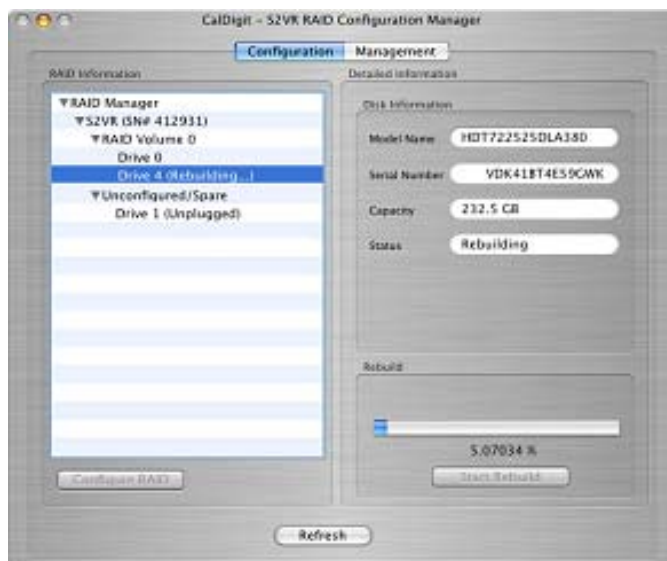 CalDigit – S2VR RAID Configuration Manager
Configuration Management
RAID Information
▼RAID Manager
▼S2VR (SN# 412931)
▼RAID Volume 0
Drive 0
Drive 4 (Rebuilding...)
▼Unconfigured/Spare
Drive 1 (Unplugged)
Configure RAID
Detailed Information
Disk Information
Model Name HDT722525DLA380
Serial Number VDK41BT4ES9GWK
Capacity 232.5 GB
Status Rebuilding
Rebuild
5.07034 %
Start Rebuild
Refresh